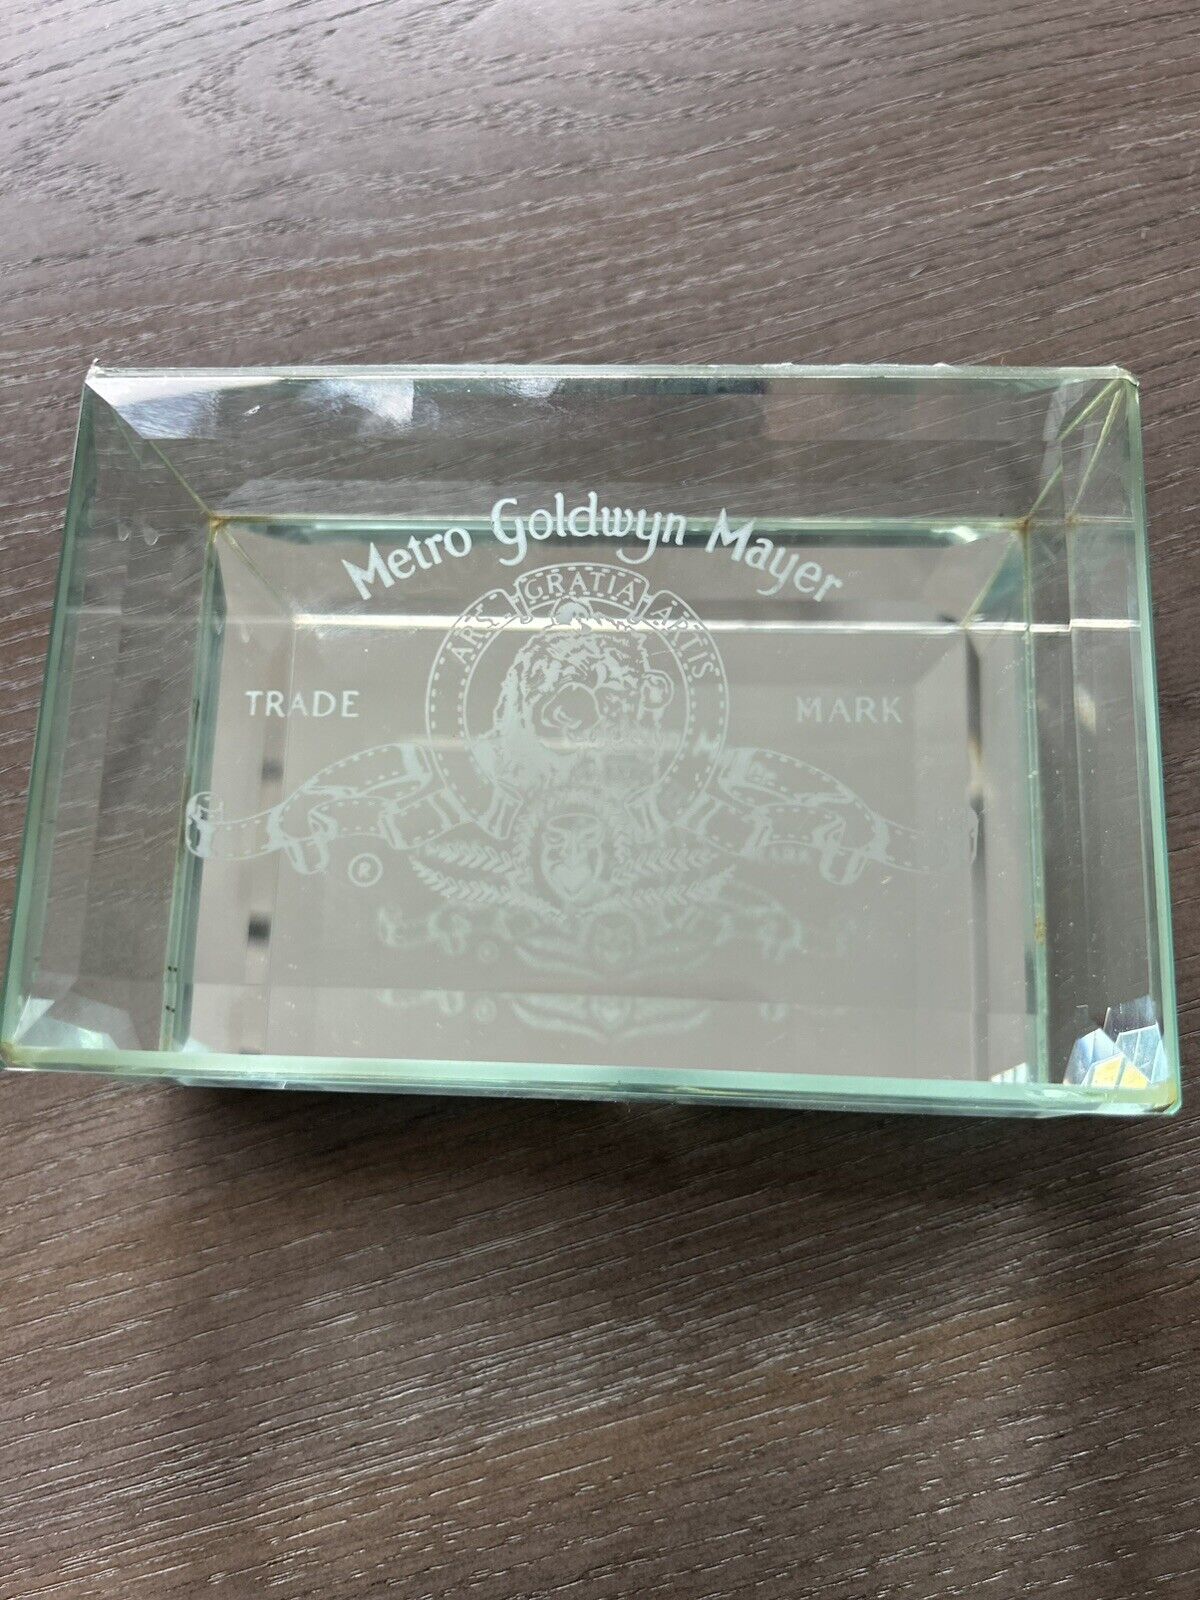 Metro Goldwyn Mayer
ARS GRATIA ARTIS
TRADE MARK
®